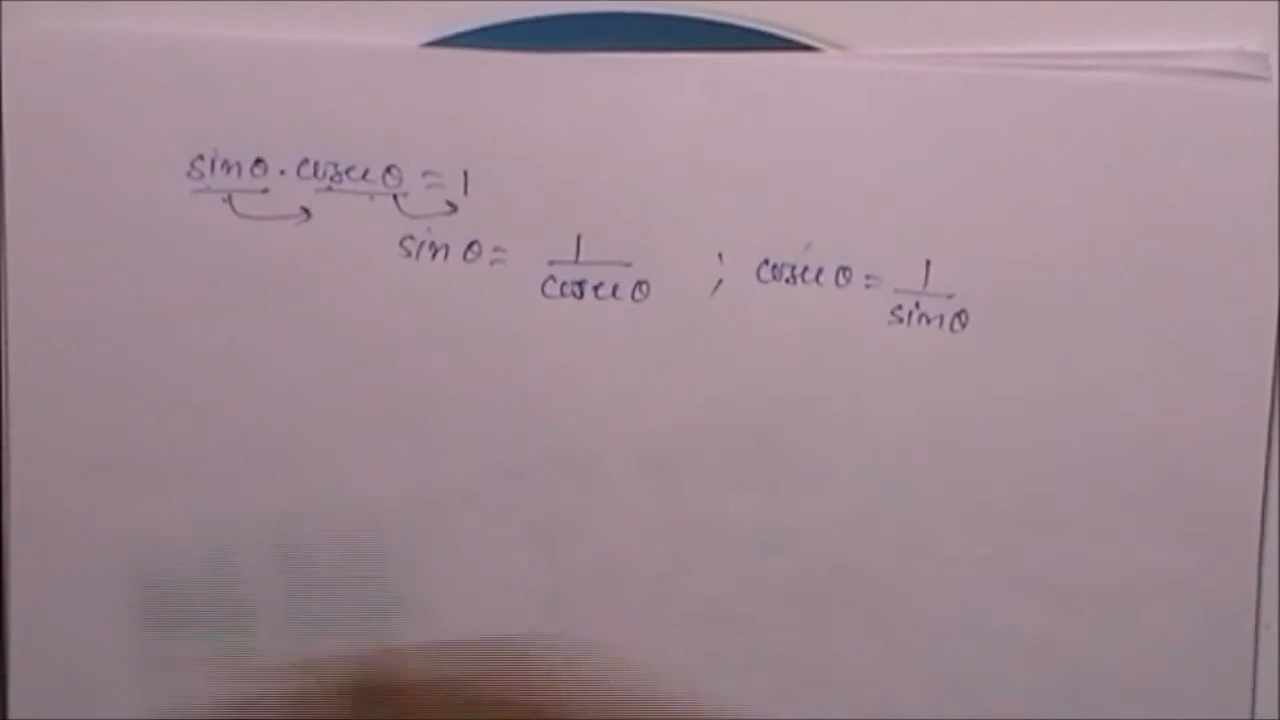 sinθ · cosecθ = 1
sinθ = 1/cosecθ ; cosecθ = 1/sinθ